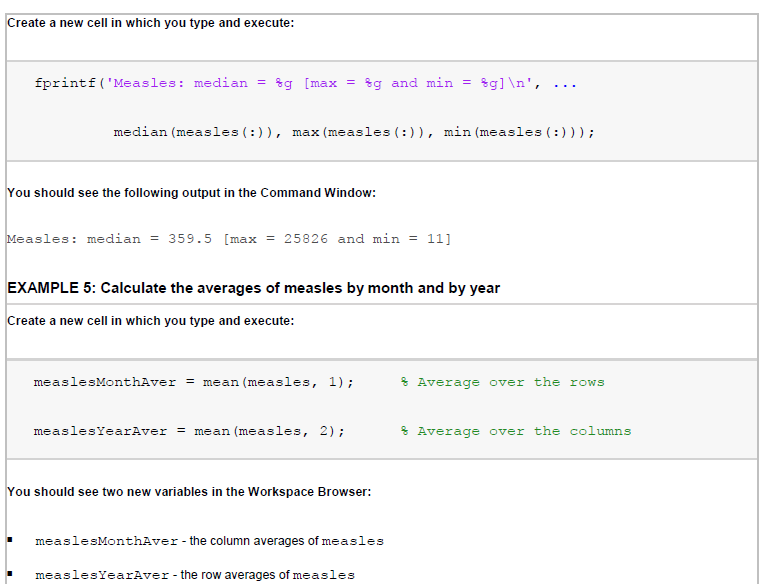 Create a new cell in which you type and execute:
fprintf('Measles: median = %g [max = %g and min = %g]\n', ...
median(measles(:)), max(measles(:)), min(measles(:)));
You should see the following output in the Command Window:
Measles: median = 359.5 [max = 25826 and min = 11]
EXAMPLE 5: Calculate the averages of measles by month and by year
Create a new cell in which you type and execute:
measlesMonthAver = mean(measles, 1);     % Average over the rows
measlesYearAver = mean(measles, 2);      % Average over the columns
You should see two new variables in the Workspace Browser:
▪ measlesMonthAver - the column averages of measles
▪ measlesYearAver - the row averages of measles